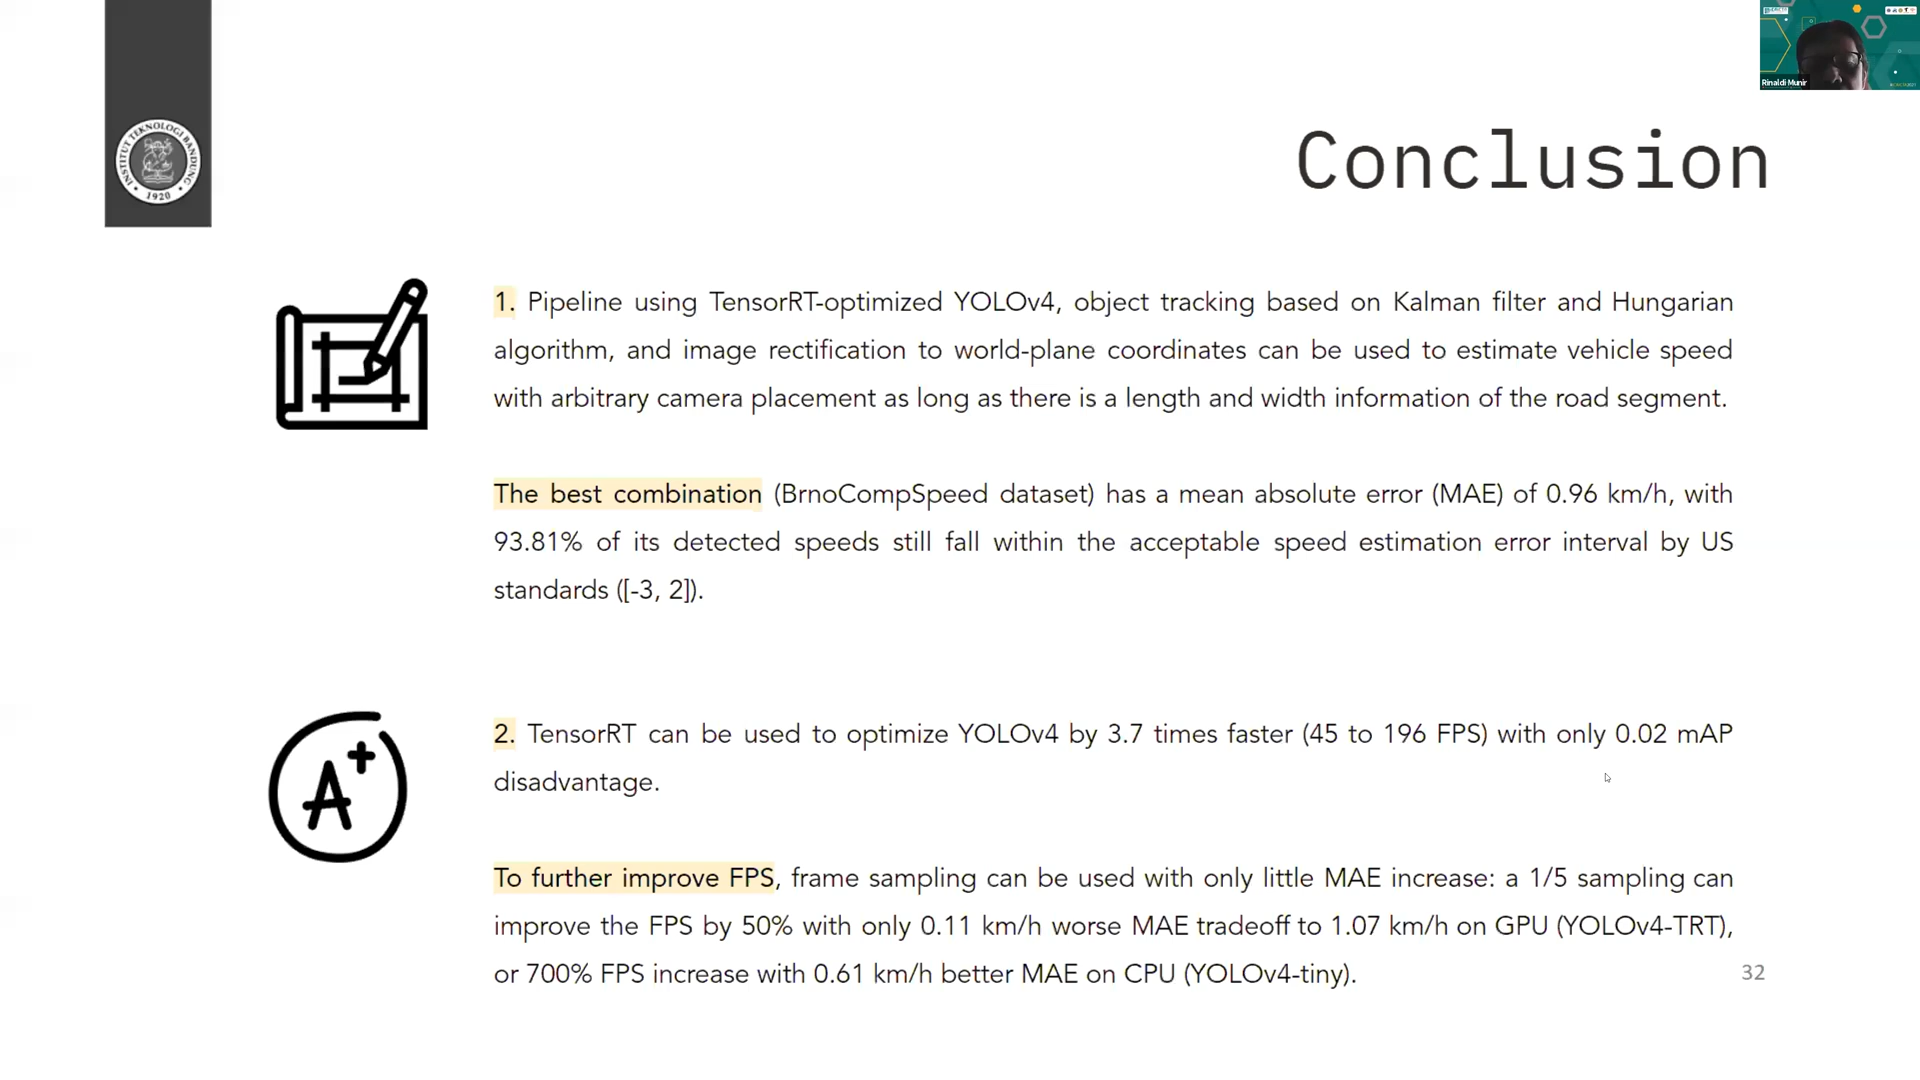 Rinaldi Munir
INSTITUT TEKNOLOGI BANDUNG
1920
Conclusion
1. Pipeline using TensorRT-optimized YOLOv4, object tracking based on Kalman filter and Hungarian
algorithm, and image rectification to world-plane coordinates can be used to estimate vehicle speed
with arbitrary camera placement as long as there is a length and width information of the road segment.
The best combination (BrnoCompSpeed dataset) has a mean absolute error (MAE) of 0.96 km/h, with
93.81% of its detected speeds still fall within the acceptable speed estimation error interval by US
standards ([-3, 2]).
A+
2. TensorRT can be used to optimize YOLOv4 by 3.7 times faster (45 to 196 FPS) with only 0.02 mAP
disadvantage.
To further improve FPS, frame sampling can be used with only little MAE increase: a 1/5 sampling can
improve the FPS by 50% with only 0.11 km/h worse MAE tradeoff to 1.07 km/h on GPU (YOLOv4-TRT),
or 700% FPS increase with 0.61 km/h better MAE on CPU (YOLOv4-tiny).
32